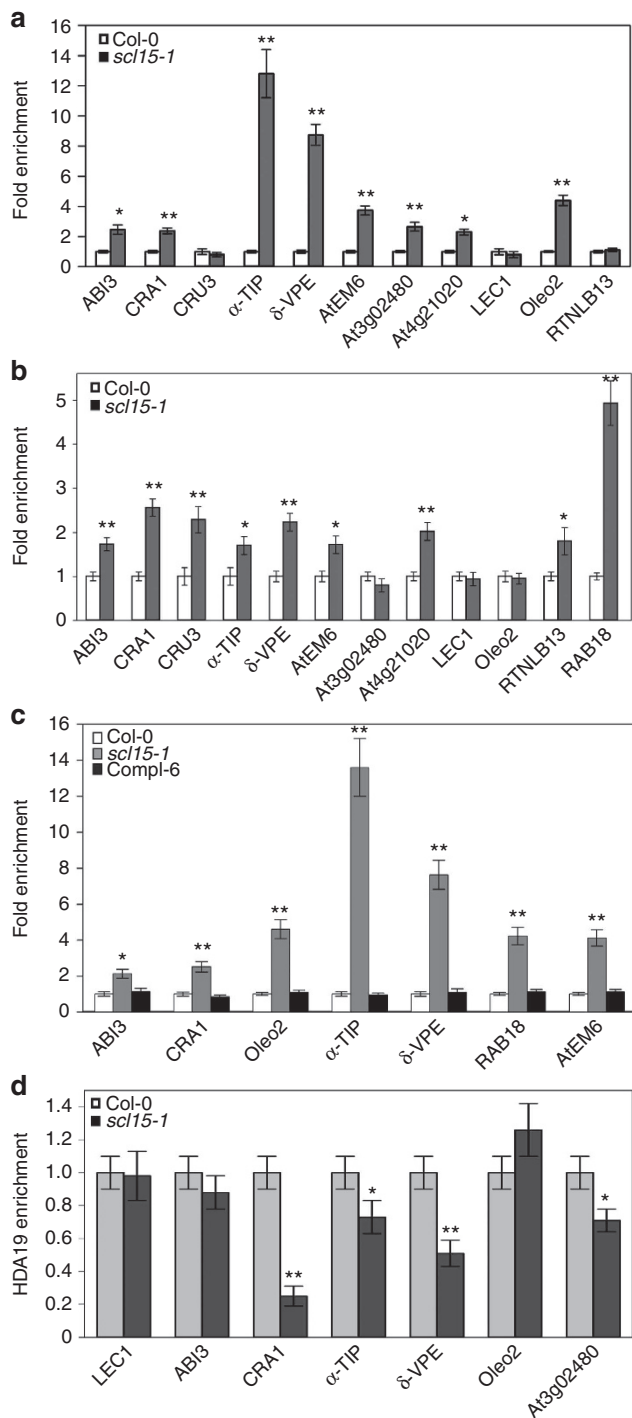 a
Col-0
scl15-1
Fold enrichment
16
14
12
10
8
6
4
2
0
* ** ** ** ** ** * **
ABI3 CRA1 CRU3 α-TIP δ-VPE AtEM6 At3g02480 At4g21020 LEC1 Oleo2 RTNLB13
b
Col-0
scl15-1
Fold enrichment
5
4
3
2
1
0
** ** ** * ** * ** * **
ABI3 CRA1 CRU3 α-TIP δ-VPE AtEM6 At3g02480 At4g21020 LEC1 Oleo2 RTNLB13 RAB18
c
Col-0
scl15-1
Compl-6
Fold enrichment
16
14
12
10
8
6
4
2
0
* ** ** ** ** ** **
ABI3 CRA1 Oleo2 α-TIP δ-VPE RAB18 AtEM6
d
Col-0
scl15-1
HDA19 enrichment
1.4
1.2
1.0
0.8
0.6
0.4
0.2
0
** * ** *
LEC1 ABI3 CRA1 α-TIP δ-VPE Oleo2 At3g02480